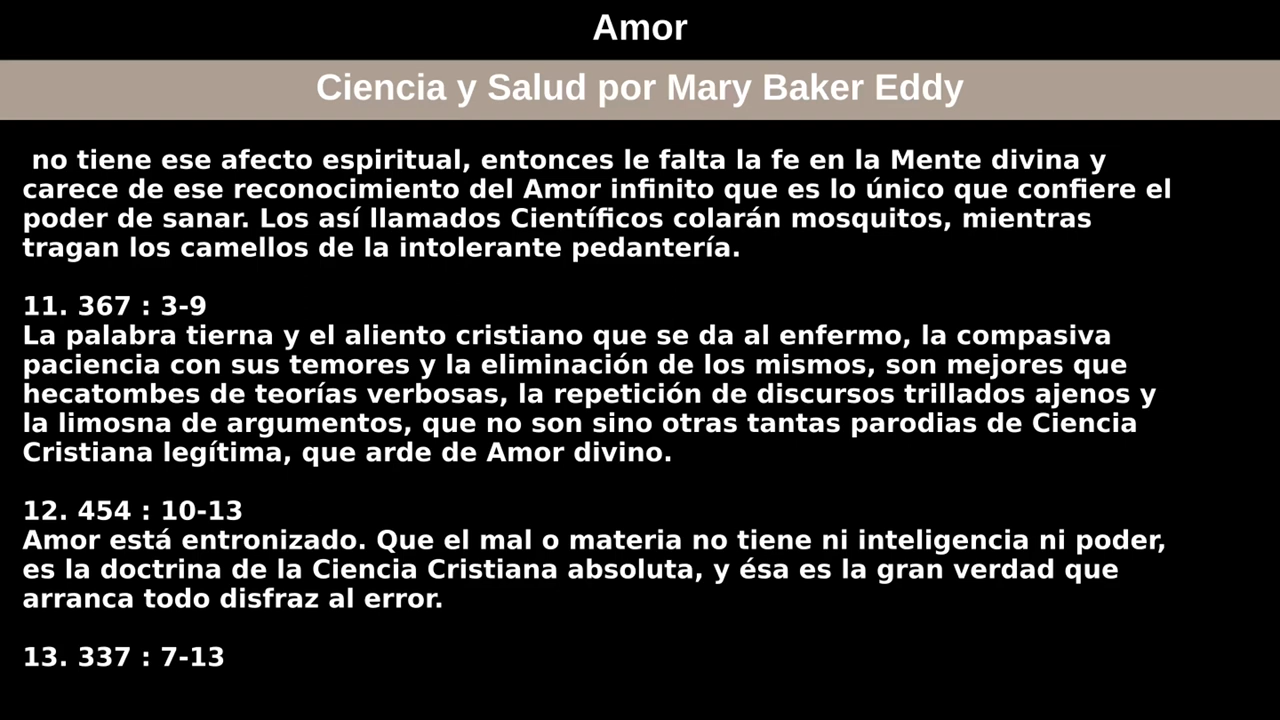 Amor
Ciencia y Salud por Mary Baker Eddy
no tiene ese afecto espiritual, entonces le falta la fe en la Mente divina y
carece de ese reconocimiento del Amor infinito que es lo único que confiere el
poder de sanar. Los así llamados Científicos colarán mosquitos, mientras
tragan los camellos de la intolerante pedantería.
11. 367 : 3-9
La palabra tierna y el aliento cristiano que se da al enfermo, la compasiva
paciencia con sus temores y la eliminación de los mismos, son mejores que
hecatombes de teorías verbosas, la repetición de discursos trillados ajenos y
la limosna de argumentos, que no son sino otras tantas parodias de Ciencia
Cristiana legítima, que arde de Amor divino.
12. 454 : 10-13
Amor está entronizado. Que el mal o materia no tiene ni inteligencia ni poder,
es la doctrina de la Ciencia Cristiana absoluta, y ésa es la gran verdad que
arranca todo disfraz al error.
13. 337 : 7-13